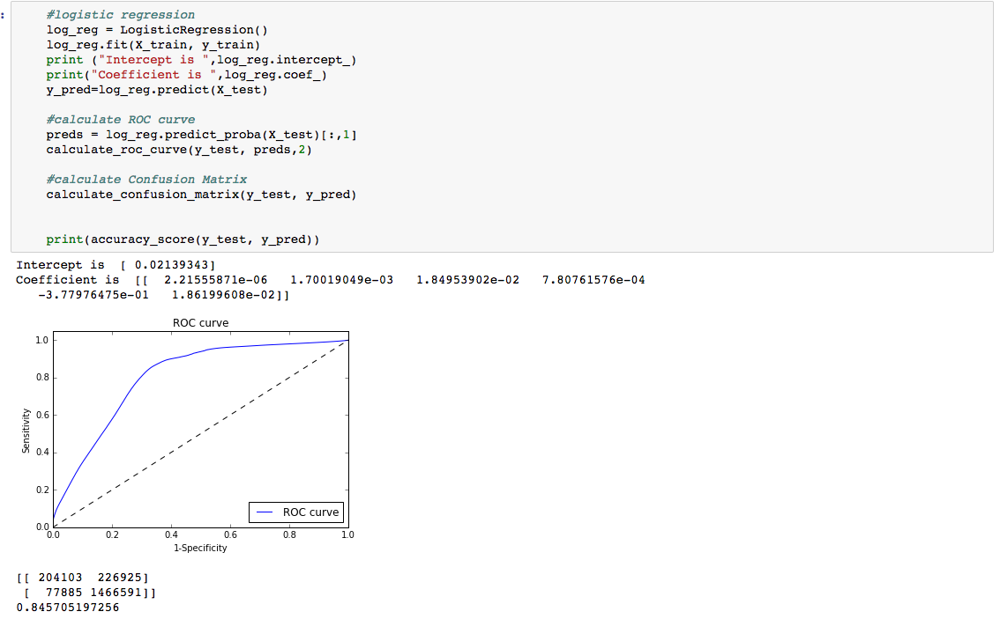 :
#logistic regression
log_reg = LogisticRegression()
log_reg.fit(X_train, y_train)
print ("Intercept is ",log_reg.intercept_)
print("Coefficient is ",log_reg.coef_)
y_pred=log_reg.predict(X_test)
#calculate ROC curve
preds = log_reg.predict_proba(X_test)[:,1]
calculate_roc_curve(y_test, preds,2)
#calculate Confusion Matrix
calculate_confusion_matrix(y_test, y_pred)
print(accuracy_score(y_test, y_pred))
Intercept is  [ 0.02139343]
Coefficient is  [[  2.21555871e-06   1.70019049e-03   1.84953902e-02   7.80761576e-04
   -3.77976475e-01   1.86199608e-02]]
ROC curve
1.0
0.8
0.6
0.4
0.2
0.0
Sensitivity
ROC curve
0.0 0.2 0.4 0.6 0.8 1.0
1-Specificity
[[ 204103  226925]
 [  77885 1466591]]
0.845705197256